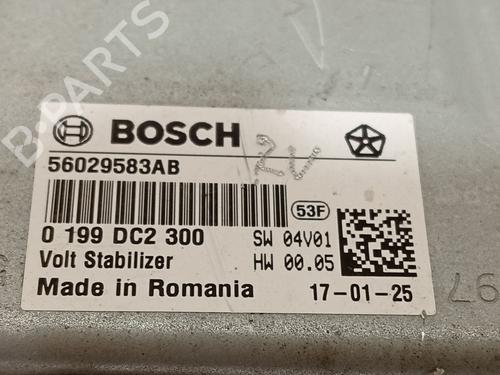 B-PARTS
BOSCH
56029583AB
53F
0 199 DC2 300 SW 04V01
Volt Stabilizer HW 00.05
Made in Romania 17-01-25